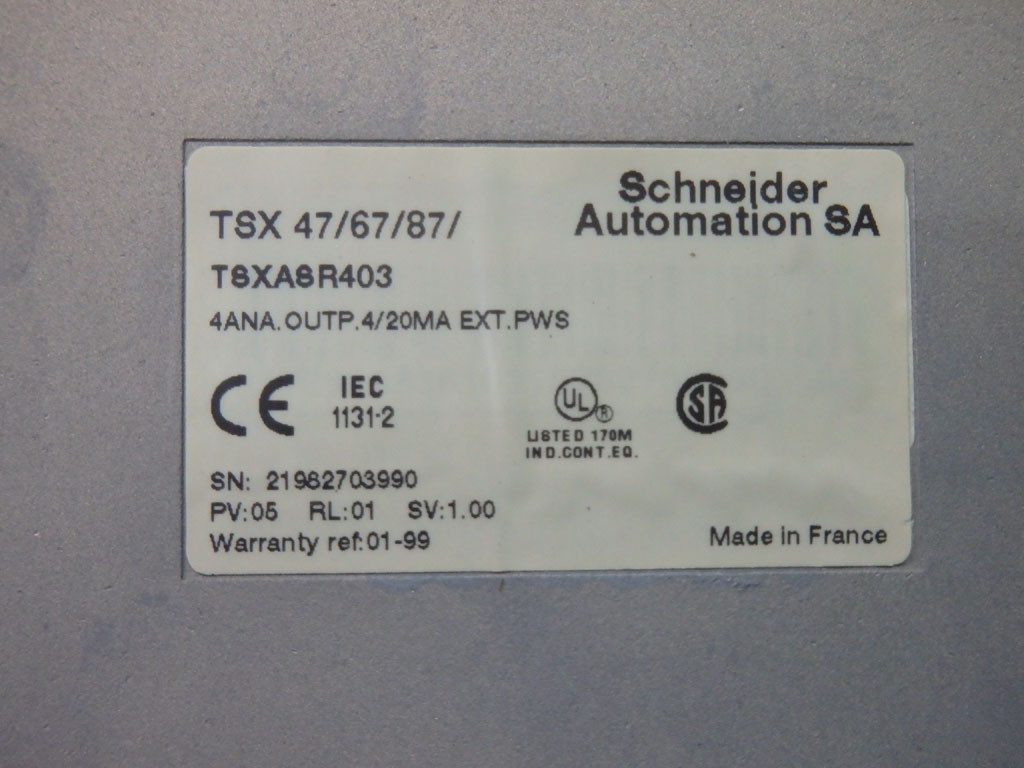 Schneider
Automation SA
TSX 47/67/87/
TSXASR403
4ANA.OUTP.4/20MA EXT.PWS
CE
IEC
1131-2
UL ®
LISTED 170M
IND.CONT.EQ.
SA
SN: 21982703990
PV:05 RL:01 SV:1.00
Warranty ref:01-99
Made in France